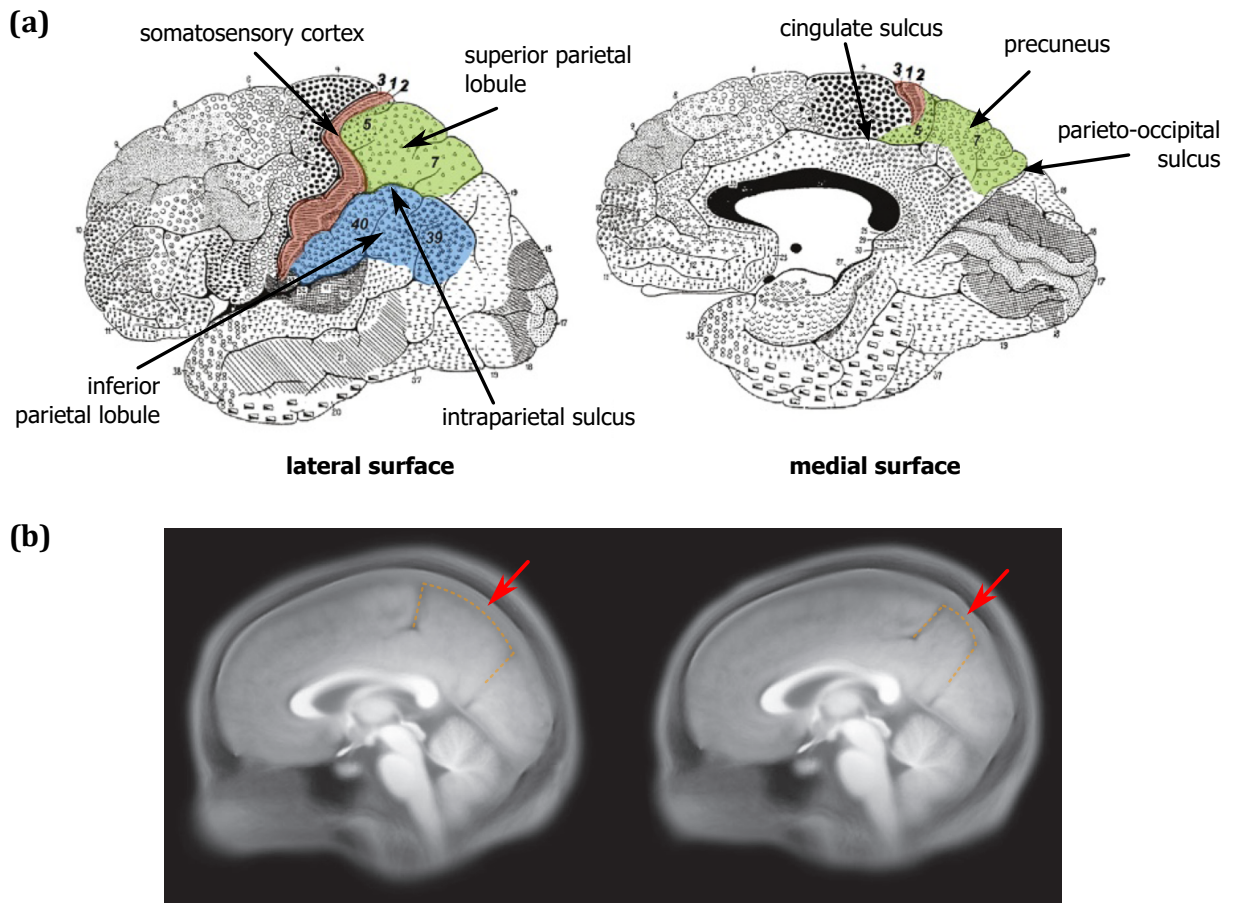 (a)
somatosensory cortex
superior parietal
lobule
3 1 2
5
7
40
39
inferior
parietal lobule
intraparietal sulcus
lateral surface
cingulate sulcus
precuneus
parieto-occipital
sulcus
3 1 2
5
7
medial surface
(b)